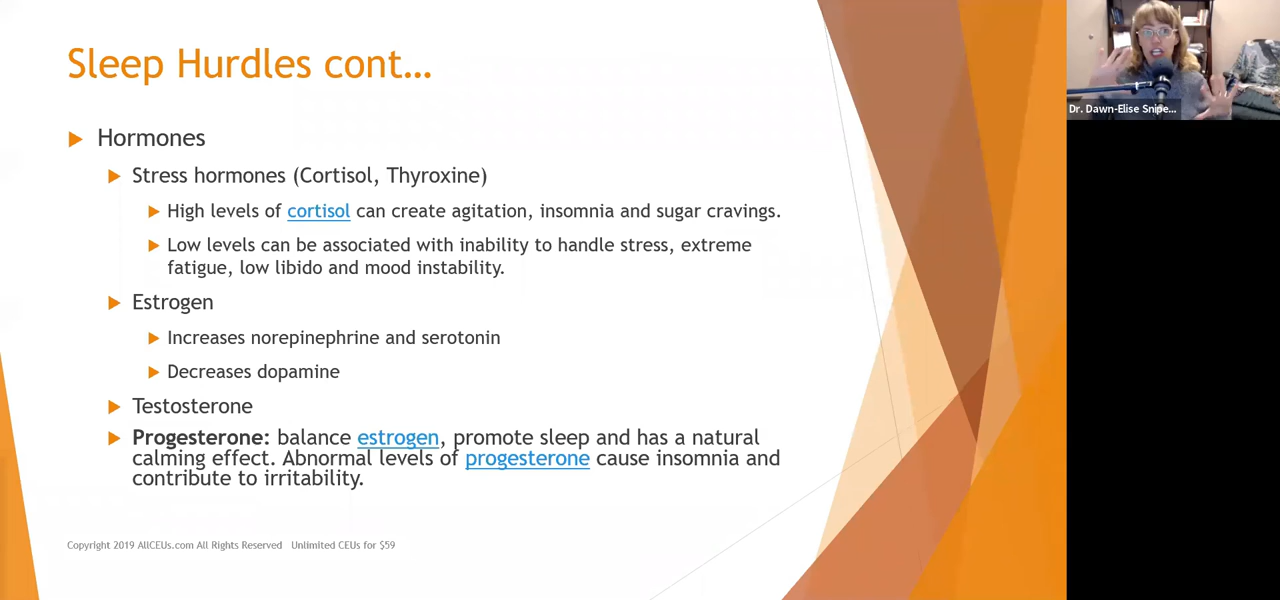 Sleep Hurdles cont…
Hormones
Stress hormones (Cortisol, Thyroxine)
High levels of cortisol can create agitation, insomnia and sugar cravings.
Low levels can be associated with inability to handle stress, extreme
fatigue, low libido and mood instability.
Estrogen
Increases norepinephrine and serotonin
Decreases dopamine
Testosterone
Progesterone: balance estrogen, promote sleep and has a natural
calming effect. Abnormal levels of progesterone cause insomnia and
contribute to irritability.
Copyright 2019 AllCEUs.com All Rights Reserved Unlimited CEUs for $59
Dr. Dawn-Elise Snipe...